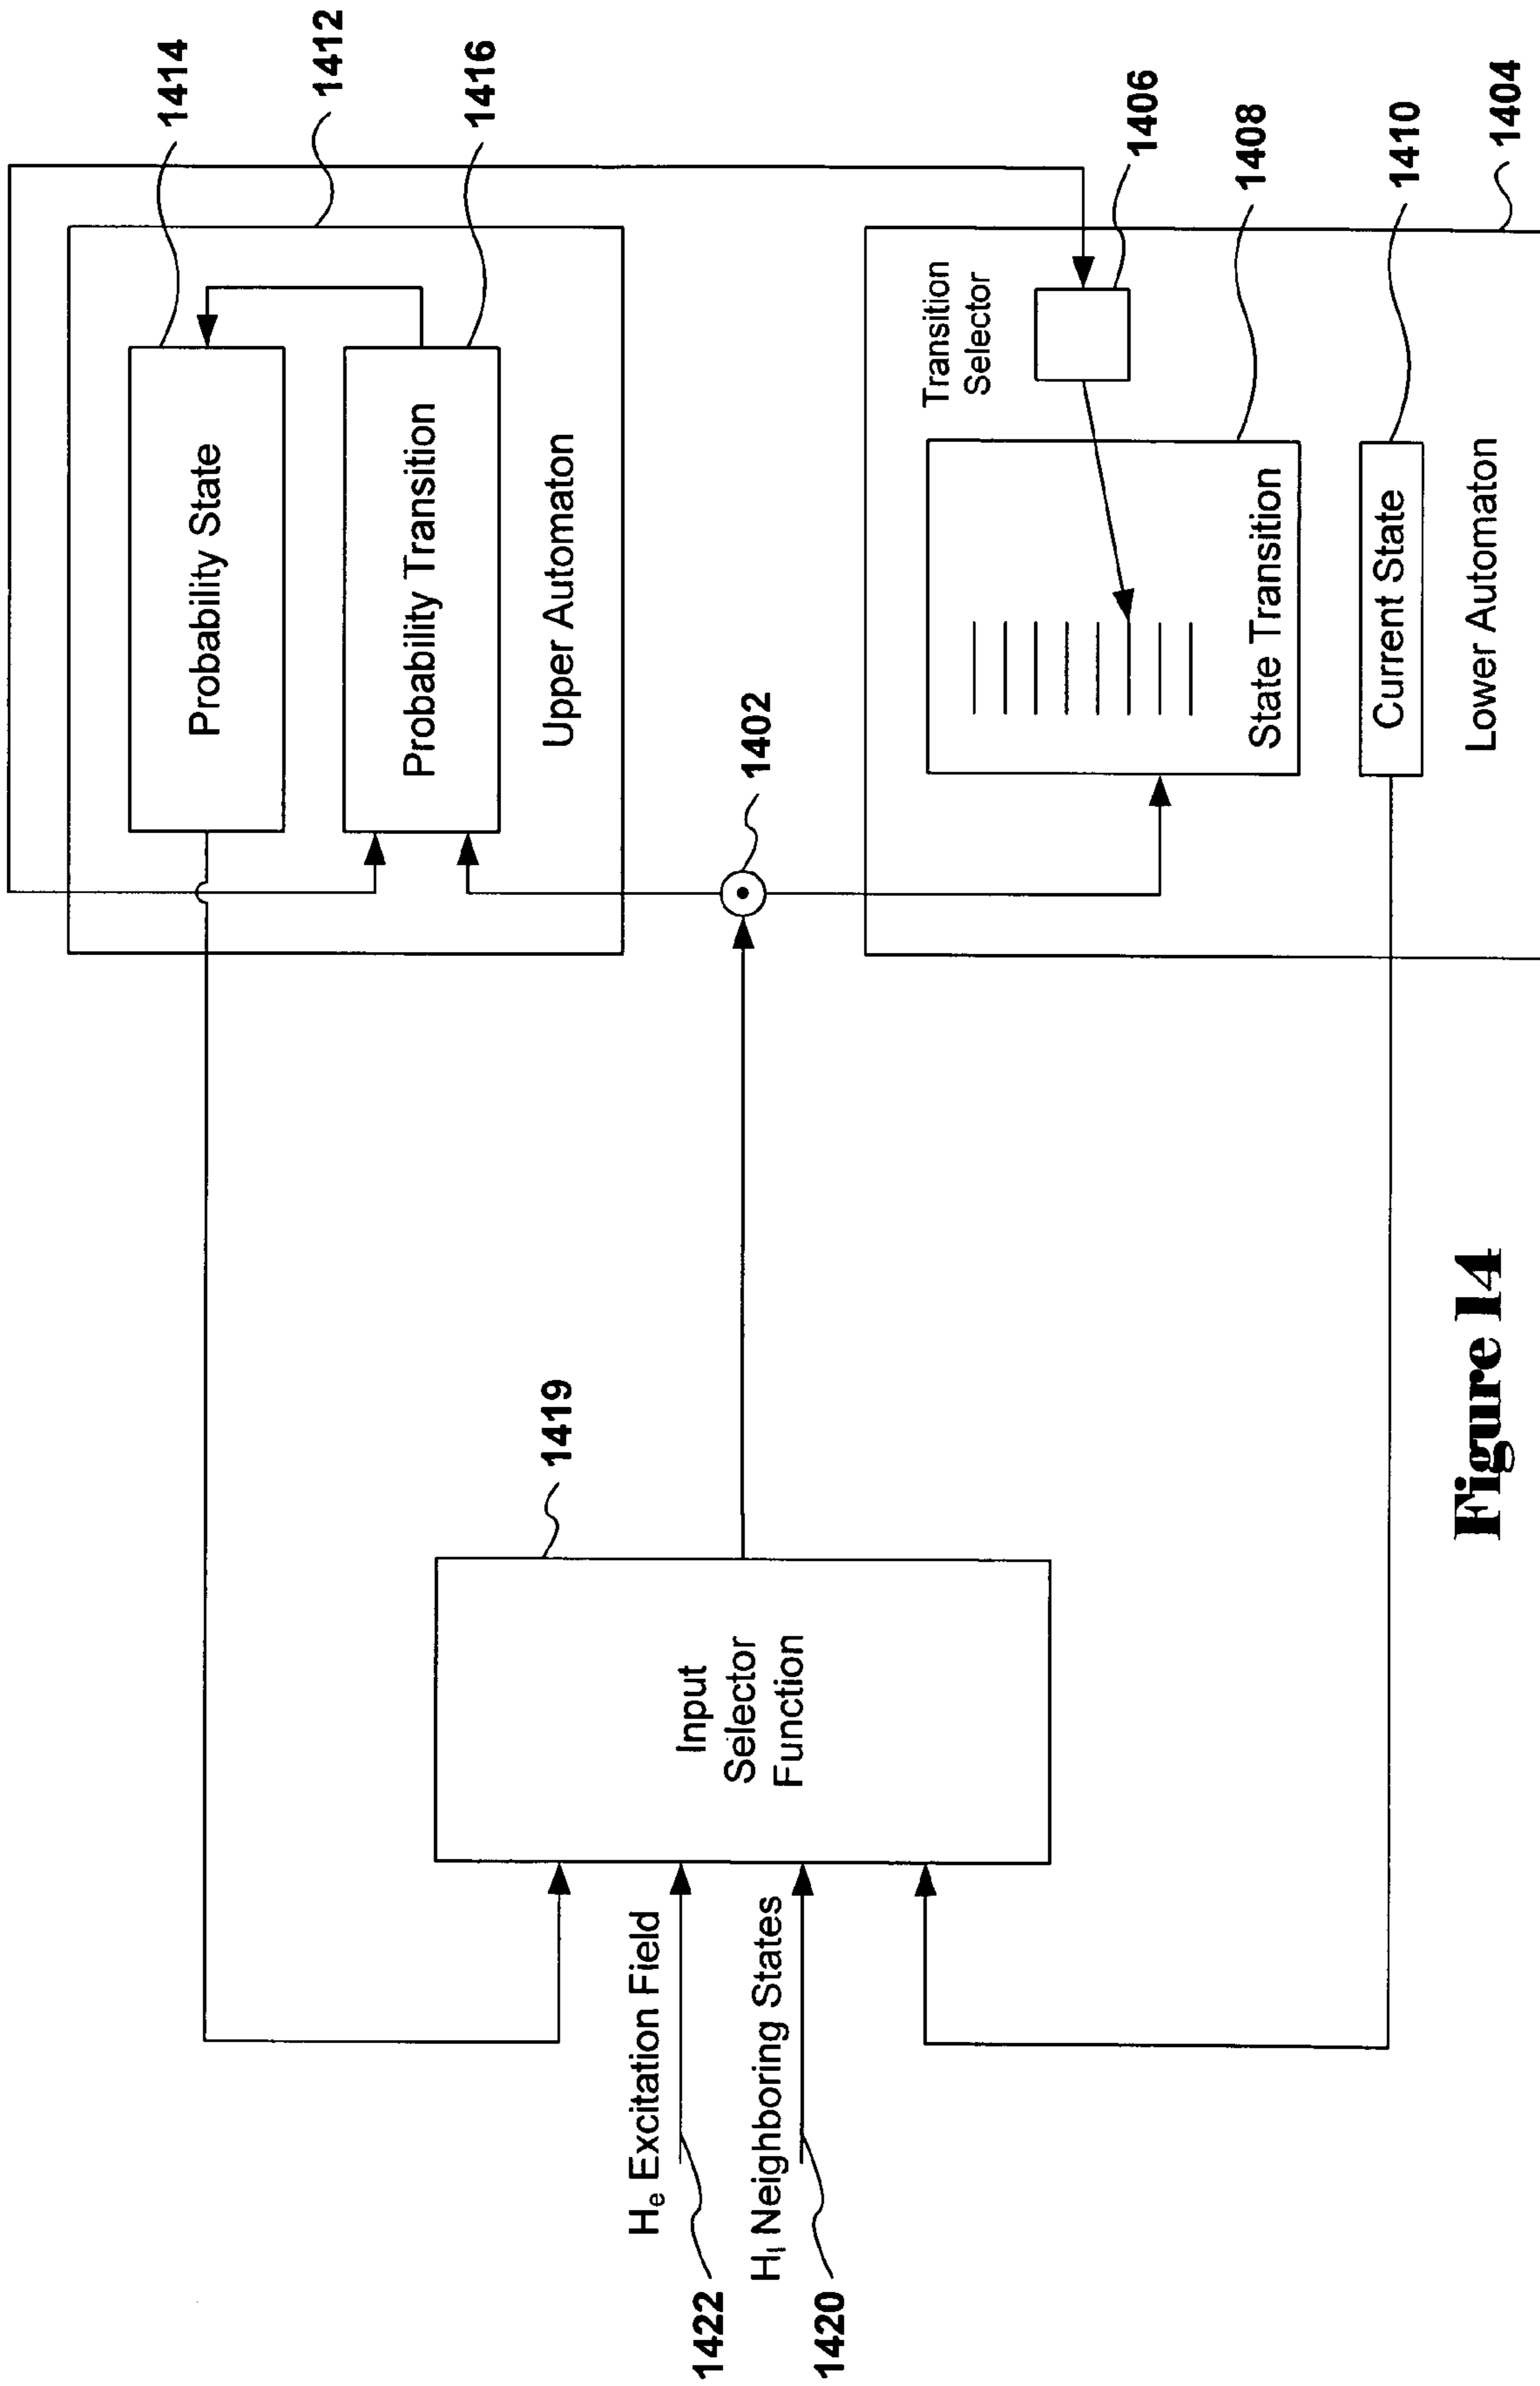 1414
1412
1416
Probability State
Probability Transition
Upper Automaton
1402
1419
Input
Selector
Function
He Excitation Field
1422
HI Neighboring States
1420
Transition
Selector
1406
State Transition
1408
Current State
1410
Lower Automaton
1404
Figure 14